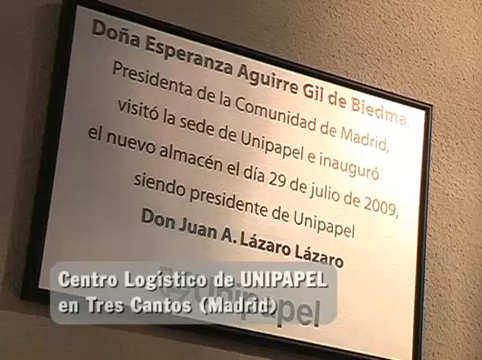 Doña Esperanza Aguirre Gil de Biedma,
Presidenta de la Comunidad de Madrid,
visitó la sede de Unipapel e inauguró
el nuevo almacén el día 29 de julio de 2009,
siendo presidente de Unipapel
Don Juan A. Lázaro Lázaro
Unipapel
Centro Logístico de UNIPAPEL
en Tres Cantos (Madrid)